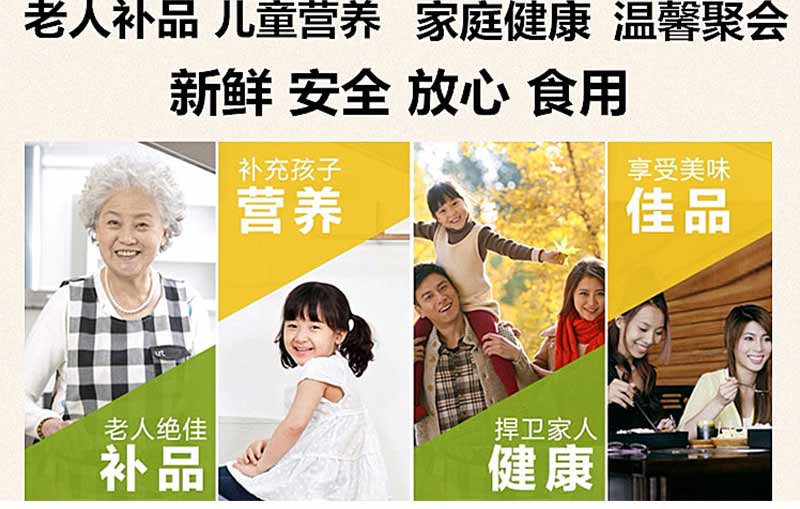 老人补品 儿童营养 家庭健康 温馨聚会
新鲜 安全 放心 食用
补充孩子
营养
享受美味
佳品
老人绝佳
补品
捍卫家人
健康